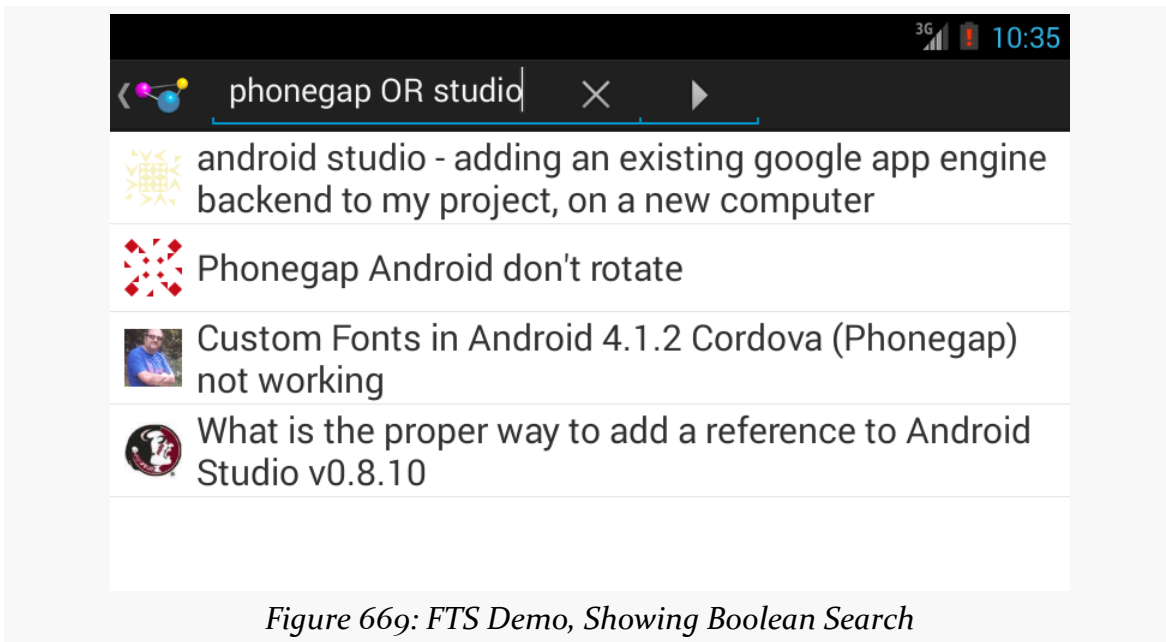 3G 10:35
phonegap OR studio
android studio - adding an existing google app engine
backend to my project, on a new computer
Phonegap Android don't rotate
Custom Fonts in Android 4.1.2 Cordova (Phonegap)
not working
What is the proper way to add a reference to Android
Studio v0.8.10
Figure 669: FTS Demo, Showing Boolean Search